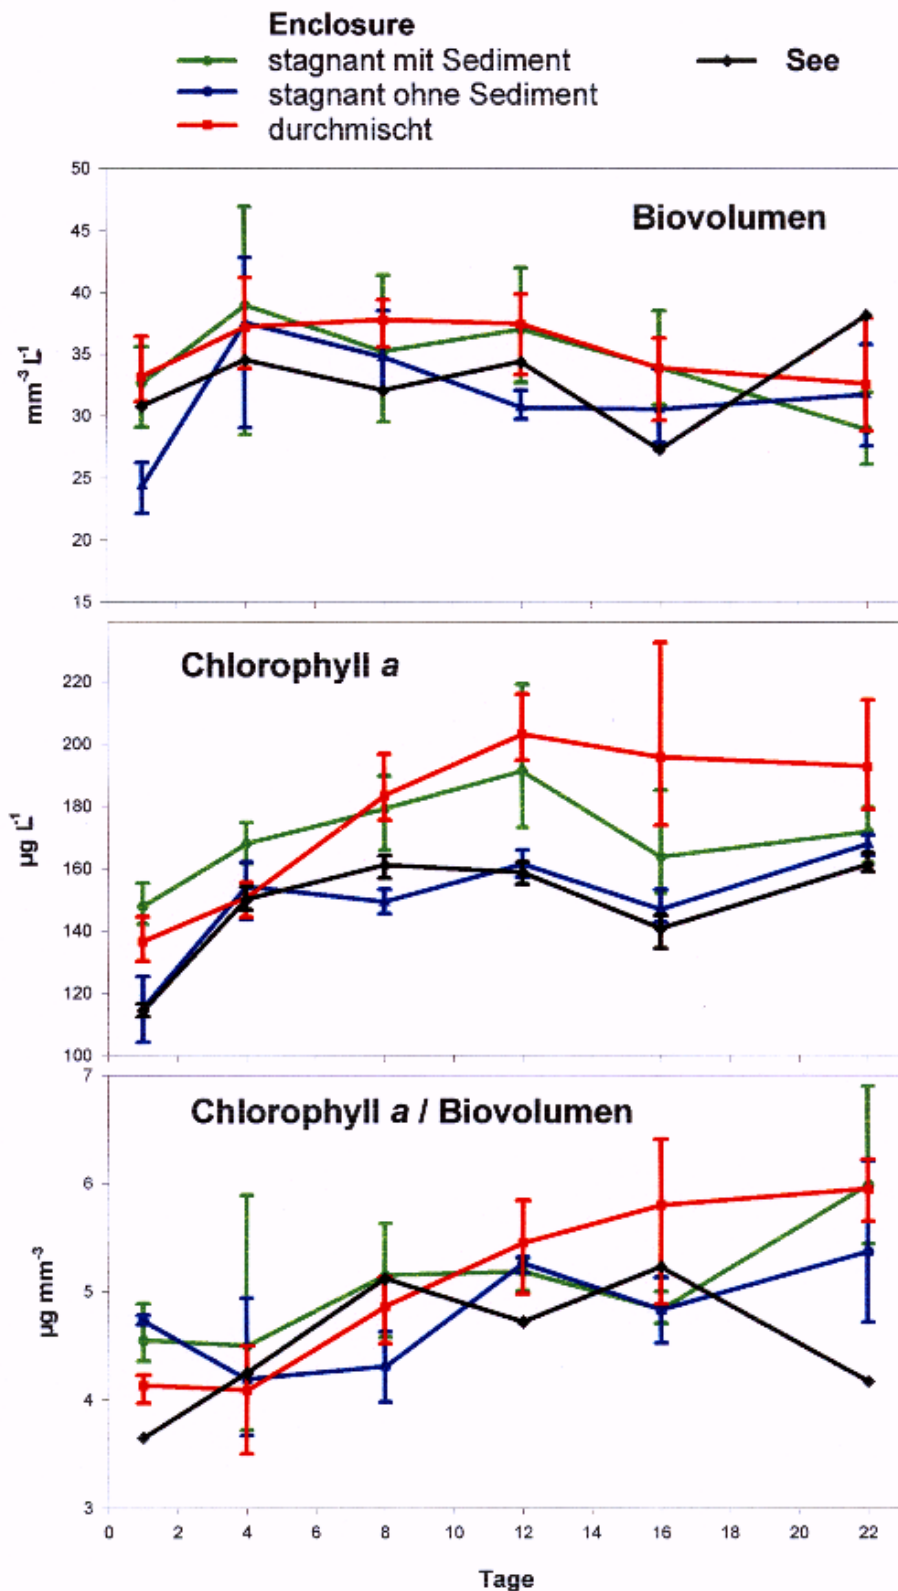 Enclosure
stagnant mit Sediment
See
stagnant ohne Sediment
durchmischt
Biovolumen
50
45
40
35
30
25
20
15
mm⁻³ L⁻¹
Chlorophyll a
220
200
180
160
140
120
100
µg L⁻¹
Chlorophyll a / Biovolumen
7
6
5
4
3
µg mm⁻³
0 2 4 6 8 10 12 14 16 18 20 22
Tage